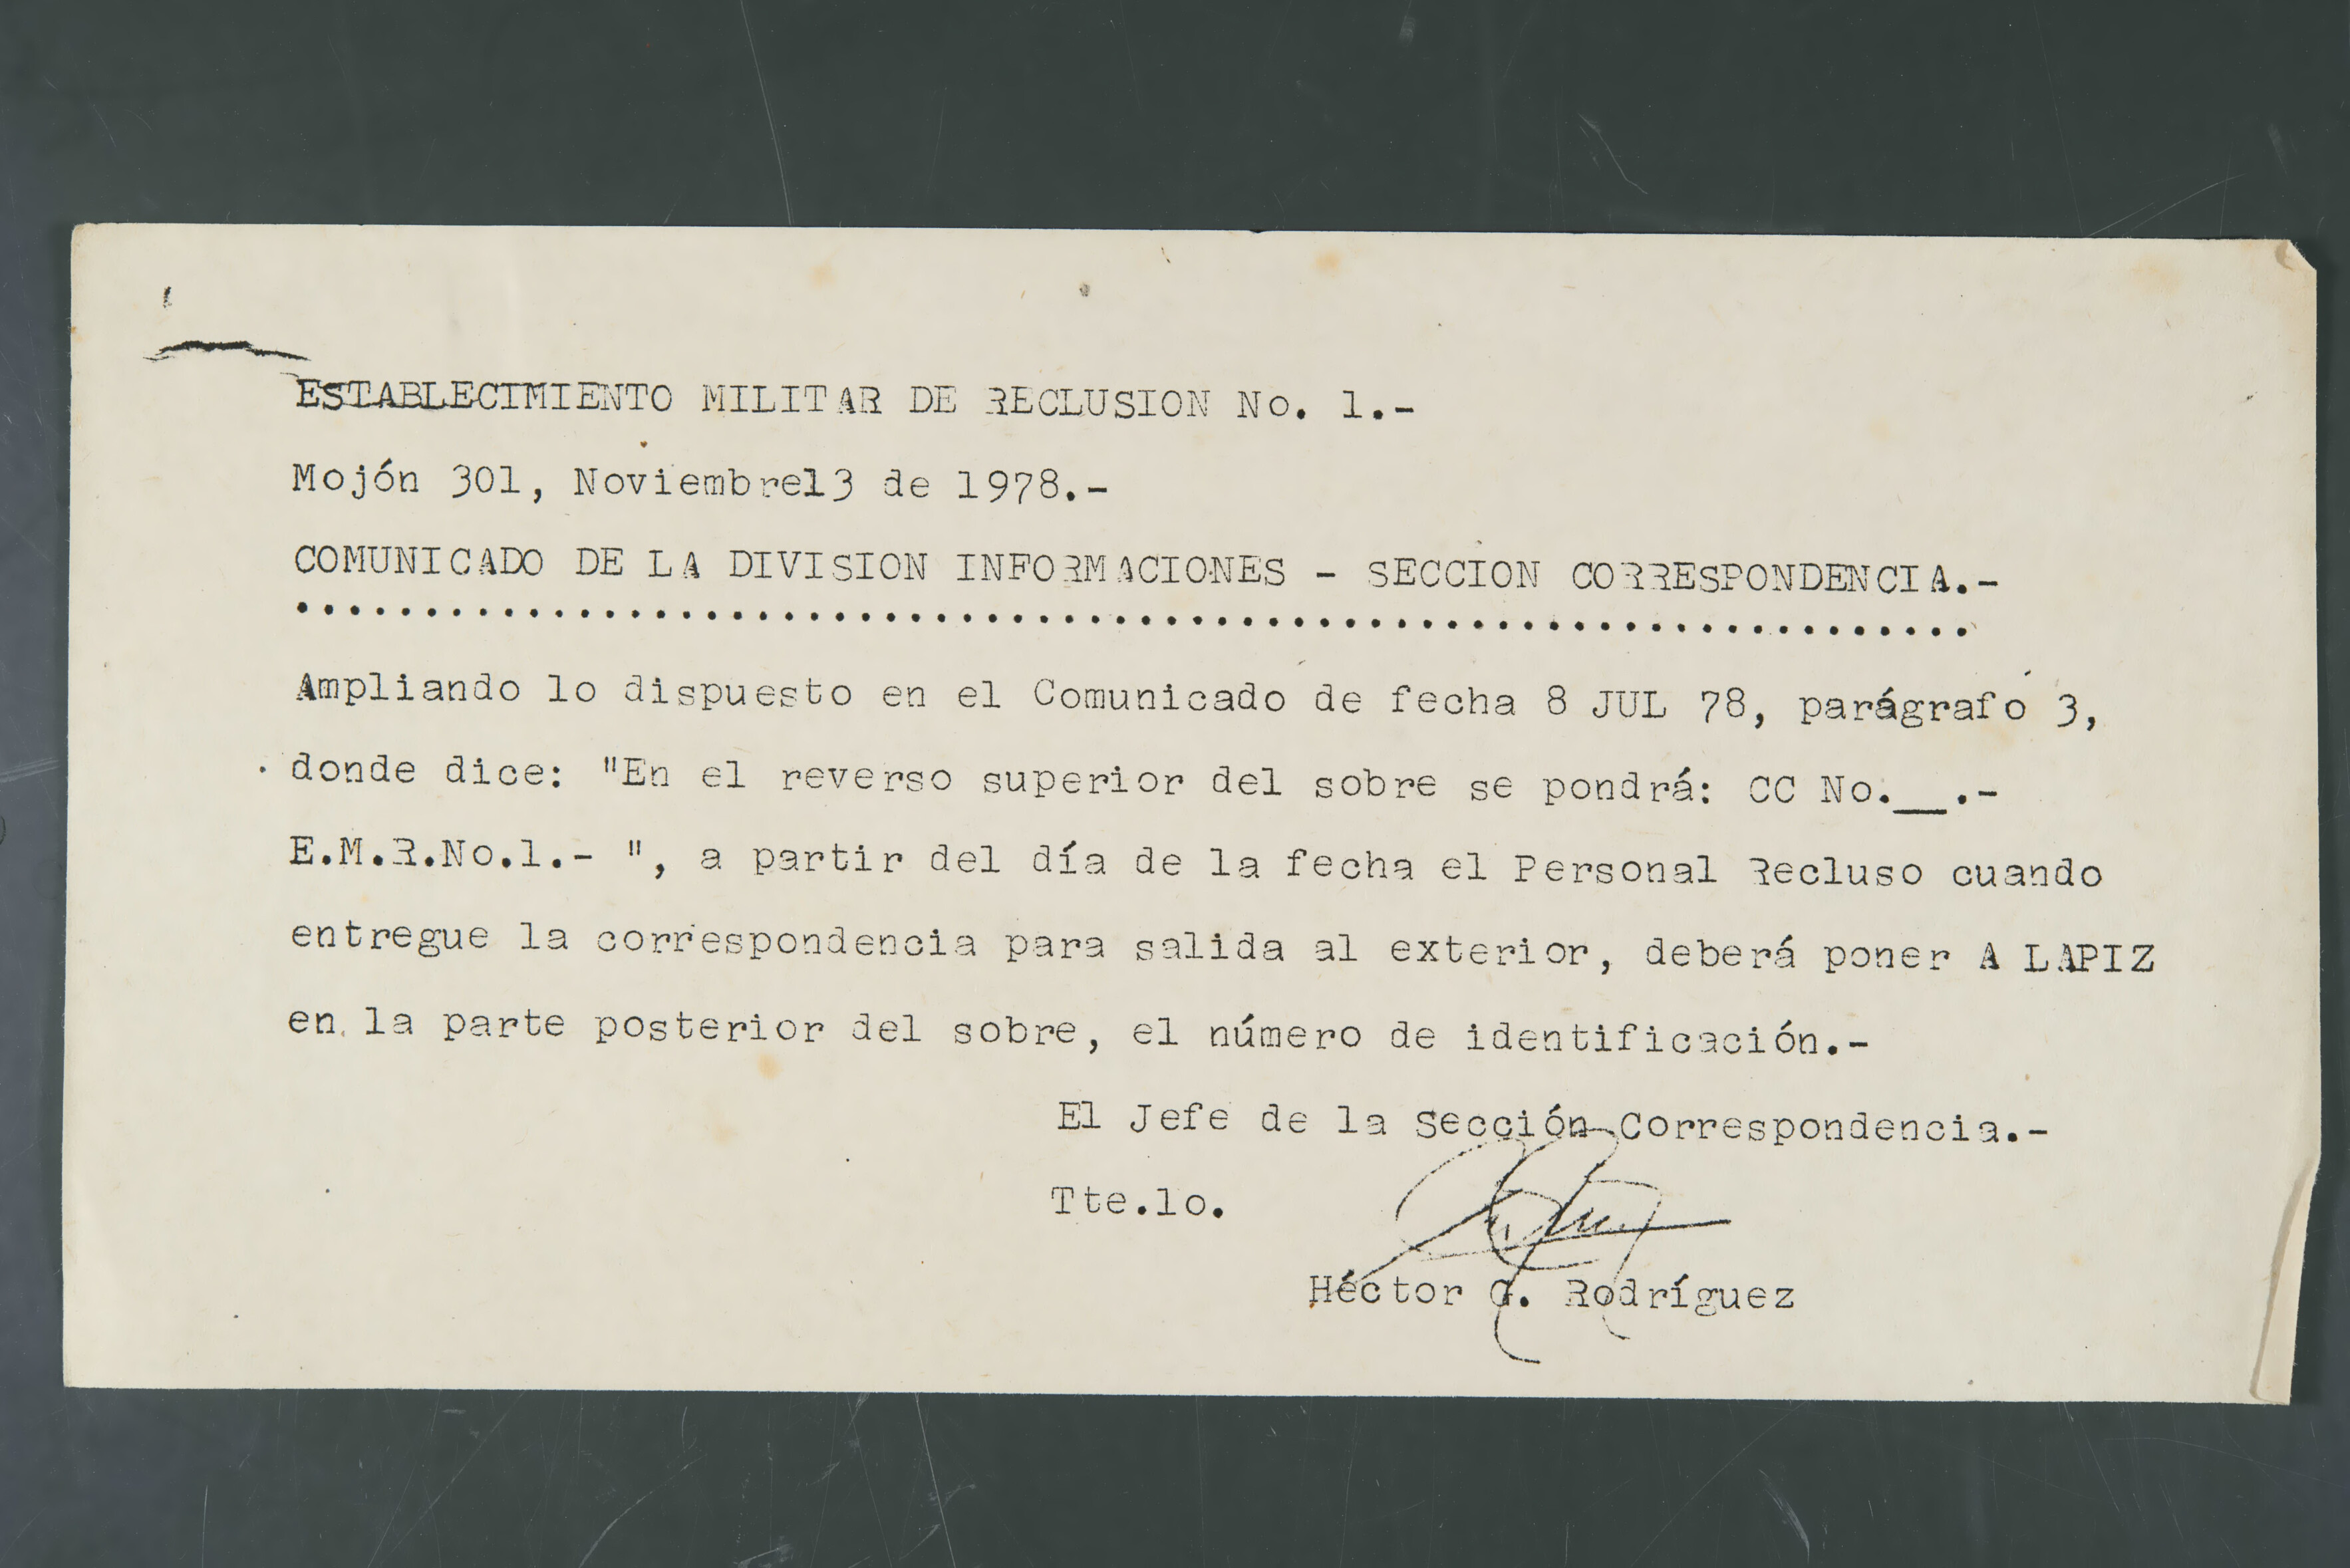 ESTABLECIMIENTO MILITAR DE RECLUSION No. 1.-
Mojón 301, Noviembre13 de 1978.-
COMUNICADO DE LA DIVISION INFORMACIONES - SECCION CORRESPONDENCIA.-
Ampliando lo dispuesto en el Comunicado de fecha 8 JUL 78, parágrafo 3,
donde dice: "En el reverso superior del sobre se pondrá: CC No.__.-
E.M.R.No.1.- ", a partir del día de la fecha el Personal Recluso cuando
entregue la correspondencia para salida al exterior, deberá poner A LAPIZ
en la parte posterior del sobre, el número de identificación.-
El Jefe de la Sección Correspondencia.-
Tte.1o.
Héctor G. Rodríguez